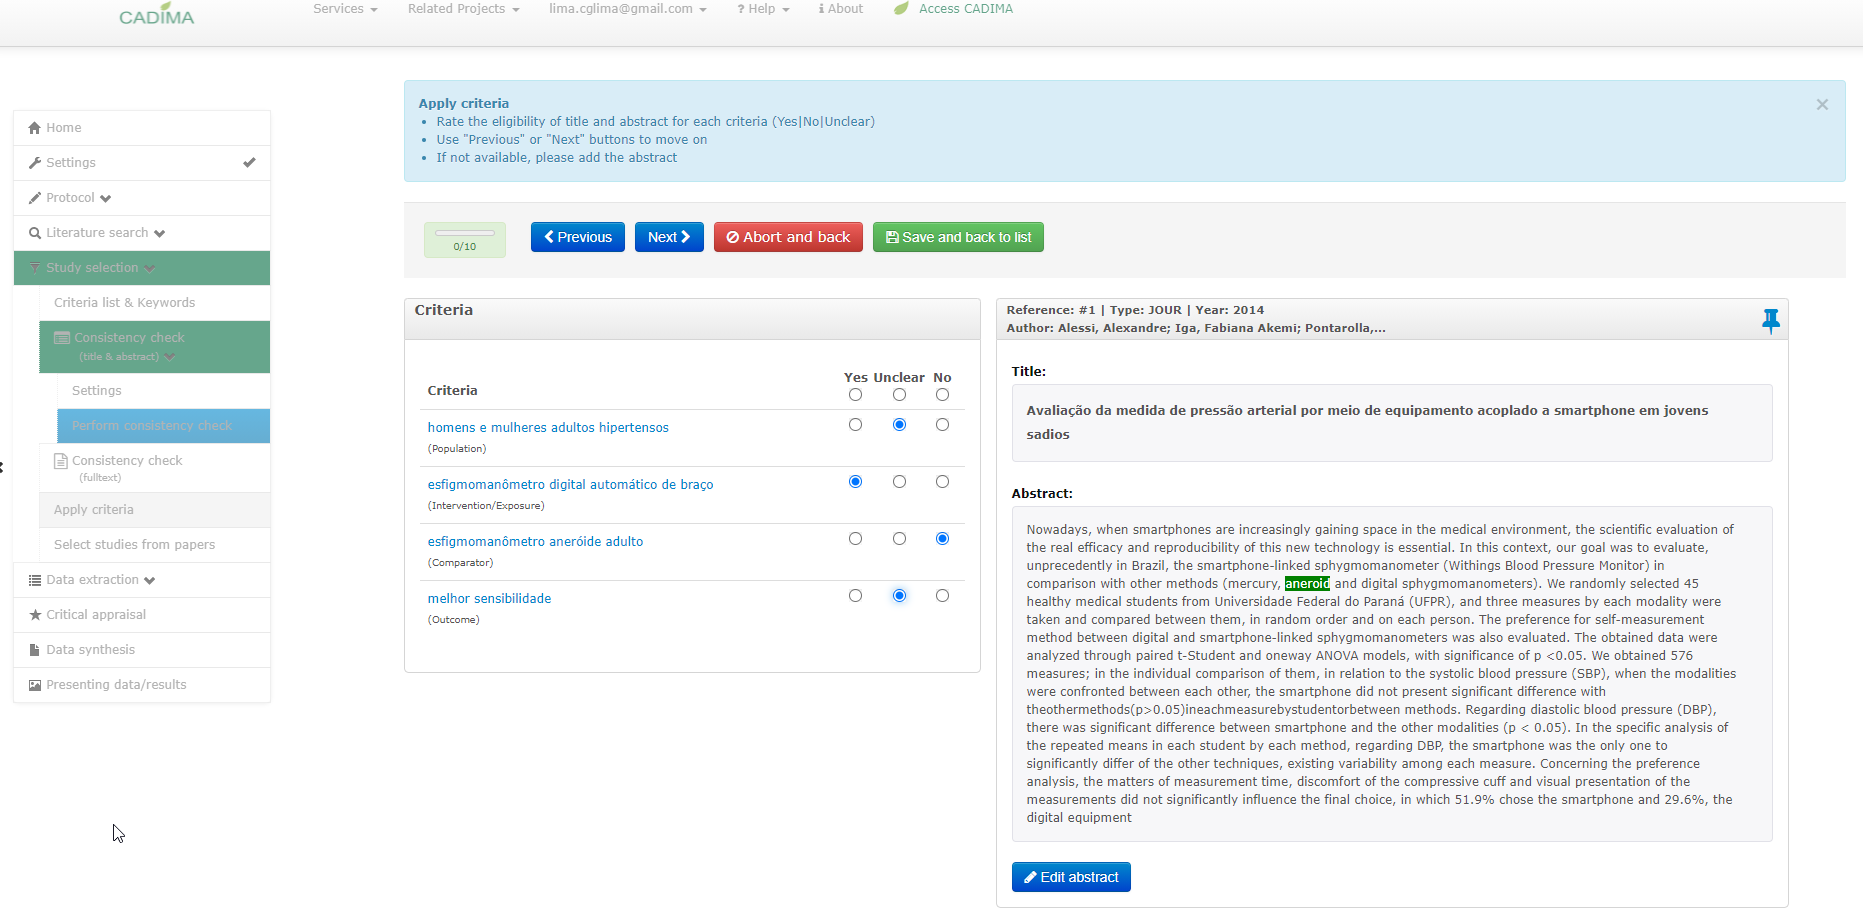 CADIMA
Services
Related Projects
lima.cglima@gmail.com
? Help
i About
Access CADIMA
Home
Settings
Protocol
Literature search
Study selection
Criteria list & Keywords
Consistency check
(title & abstract)
Settings
Perform consistency check
Consistency check
(fulltext)
Apply criteria
Select studies from papers
Data extraction
Critical appraisal
Data synthesis
Presenting data/results
Apply criteria
• Rate the eligibility of title and abstract for each criteria (Yes|No|Unclear)
• Use "Previous" or "Next" buttons to move on
• If not available, please add the abstract
×
0/10
Previous
Next
Abort and back
Save and back to list
Criteria
Criteria
Yes Unclear No
homens e mulheres adultos hipertensos
(Population)
esfigmomanômetro digital automático de braço
(Intervention/Exposure)
esfigmomanômetro aneróide adulto
(Comparator)
melhor sensibilidade
(Outcome)
Reference: #1 | Type: JOUR | Year: 2014
Author: Alessi, Alexandre; Iga, Fabiana Akemi; Pontarolla,...
Title:
Avaliação da medida de pressão arterial por meio de equipamento acoplado a smartphone em jovens
sadios
Abstract:
Nowadays, when smartphones are increasingly gaining space in the medical environment, the scientific evaluation of
the real efficacy and reproducibility of this new technology is essential. In this context, our goal was to evaluate,
unprecedently in Brazil, the smartphone-linked sphygmomanometer (Withings Blood Pressure Monitor) in
comparison with other methods (mercury, aneroid and digital sphygmomanometers). We randomly selected 45
healthy medical students from Universidade Federal do Paraná (UFPR), and three measures by each modality were
taken and compared between them, in random order and on each person. The preference for self-measurement
method between digital and smartphone-linked sphygmomanometers was also evaluated. The obtained data were
analyzed through paired t-Student and oneway ANOVA models, with significance of p <0.05. We obtained 576
measures; in the individual comparison of them, in relation to the systolic blood pressure (SBP), when the modalities
were confronted between each other, the smartphone did not present significant difference with
theothermethods(p>0.05)ineachmeasurebystudentorbetween methods. Regarding diastolic blood pressure (DBP),
there was significant difference between smartphone and the other modalities (p < 0.05). In the specific analysis of
the repeated means in each student by each method, regarding DBP, the smartphone was the only one to
significantly differ of the other techniques, existing variability among each measure. Concerning the preference
analysis, the matters of measurement time, discomfort of the compressive cuff and visual presentation of the
measurements did not significantly influence the final choice, in which 51.9% chose the smartphone and 29.6%, the
digital equipment
Edit abstract